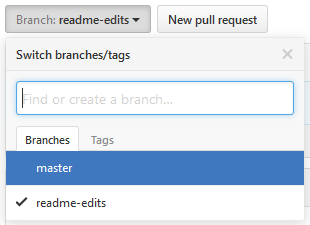 Branch: readme-edits New pull request
Switch branches/tags
Find or create a branch...
Branches Tags
master
readme-edits